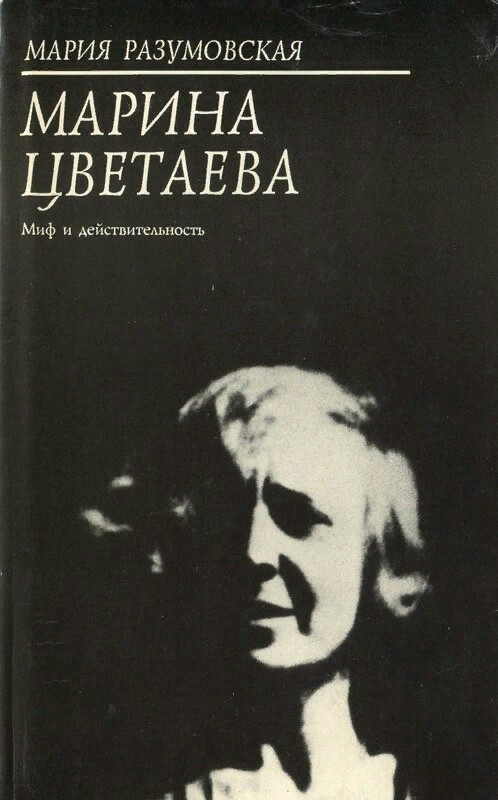 МАРИЯ РАЗУМОВСКАЯ
МАРИНА
ЦВЕТАЕВА
Миф и действительность